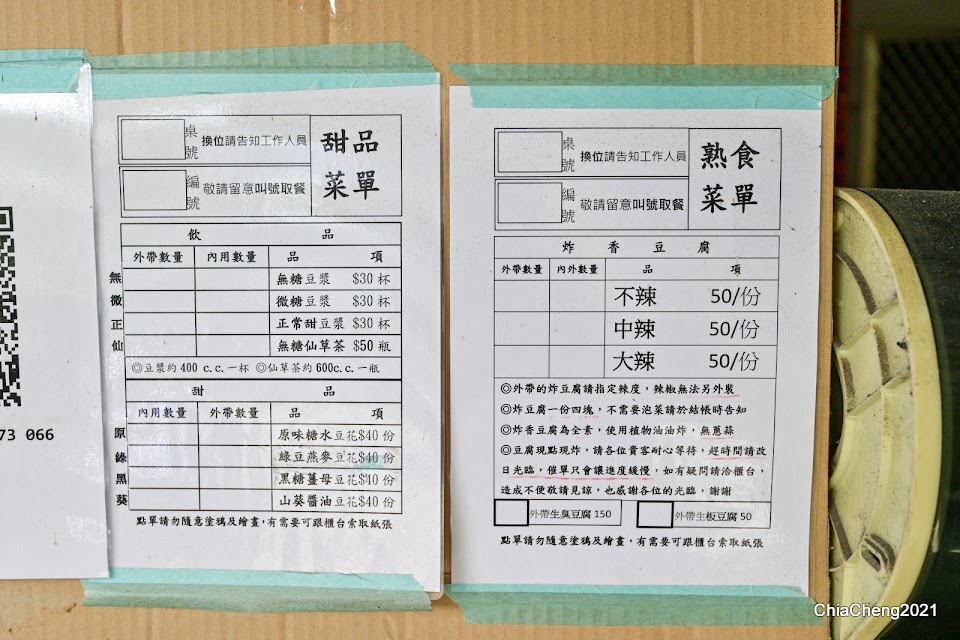 73 066
桌號 換位請告知工作人員
編號 敬請留意叫號取餐
甜品
菜單
飲 品
外帶數量 內用數量 品 項
無 無糖豆漿 $30 杯
微 微糖豆漿 $30 杯
正 正常甜豆漿 $30 杯
仙 無糖仙草茶 $50 瓶
◎豆漿約400 c.c.一杯 ◎仙草茶約600c.c.一瓶
甜 品
內用數量 外帶數量 品 項
原 原味糖水豆花$40 份
綠 綠豆燕麥豆花$40 份
黑 黑糖薑母豆花$40 份
葵 山葵醬油豆花$40 份
點單請勿隨意塗鴉及繪畫,有需要可跟櫃台索取紙張
桌號 換位請告知工作人員
編號 敬請留意叫號取餐
熟食
菜單
炸 香 豆 腐
外帶數量 內外數量 品 項
不辣 50/份
中辣 50/份
大辣 50/份
◎外帶的炸豆腐請指定辣度,辣椒無法另外裝
◎炸豆腐一份四塊,不需要泡菜請於結帳時告知
◎炸香豆腐為全素,使用植物油油炸,無蔥蒜
◎豆腐現點現炸,請各位貴客耐心等待,趕時間請改
日光臨,催單只會讓進度緩慢,如有疑問請洽櫃台,
造成不便敬請見諒,也感謝各位的光臨,謝謝
外帶生臭豆腐 150 外帶生板豆腐 50
點單請勿隨意塗鴉及繪畫,有需要可跟櫃台索取紙張
ChiaCheng2021